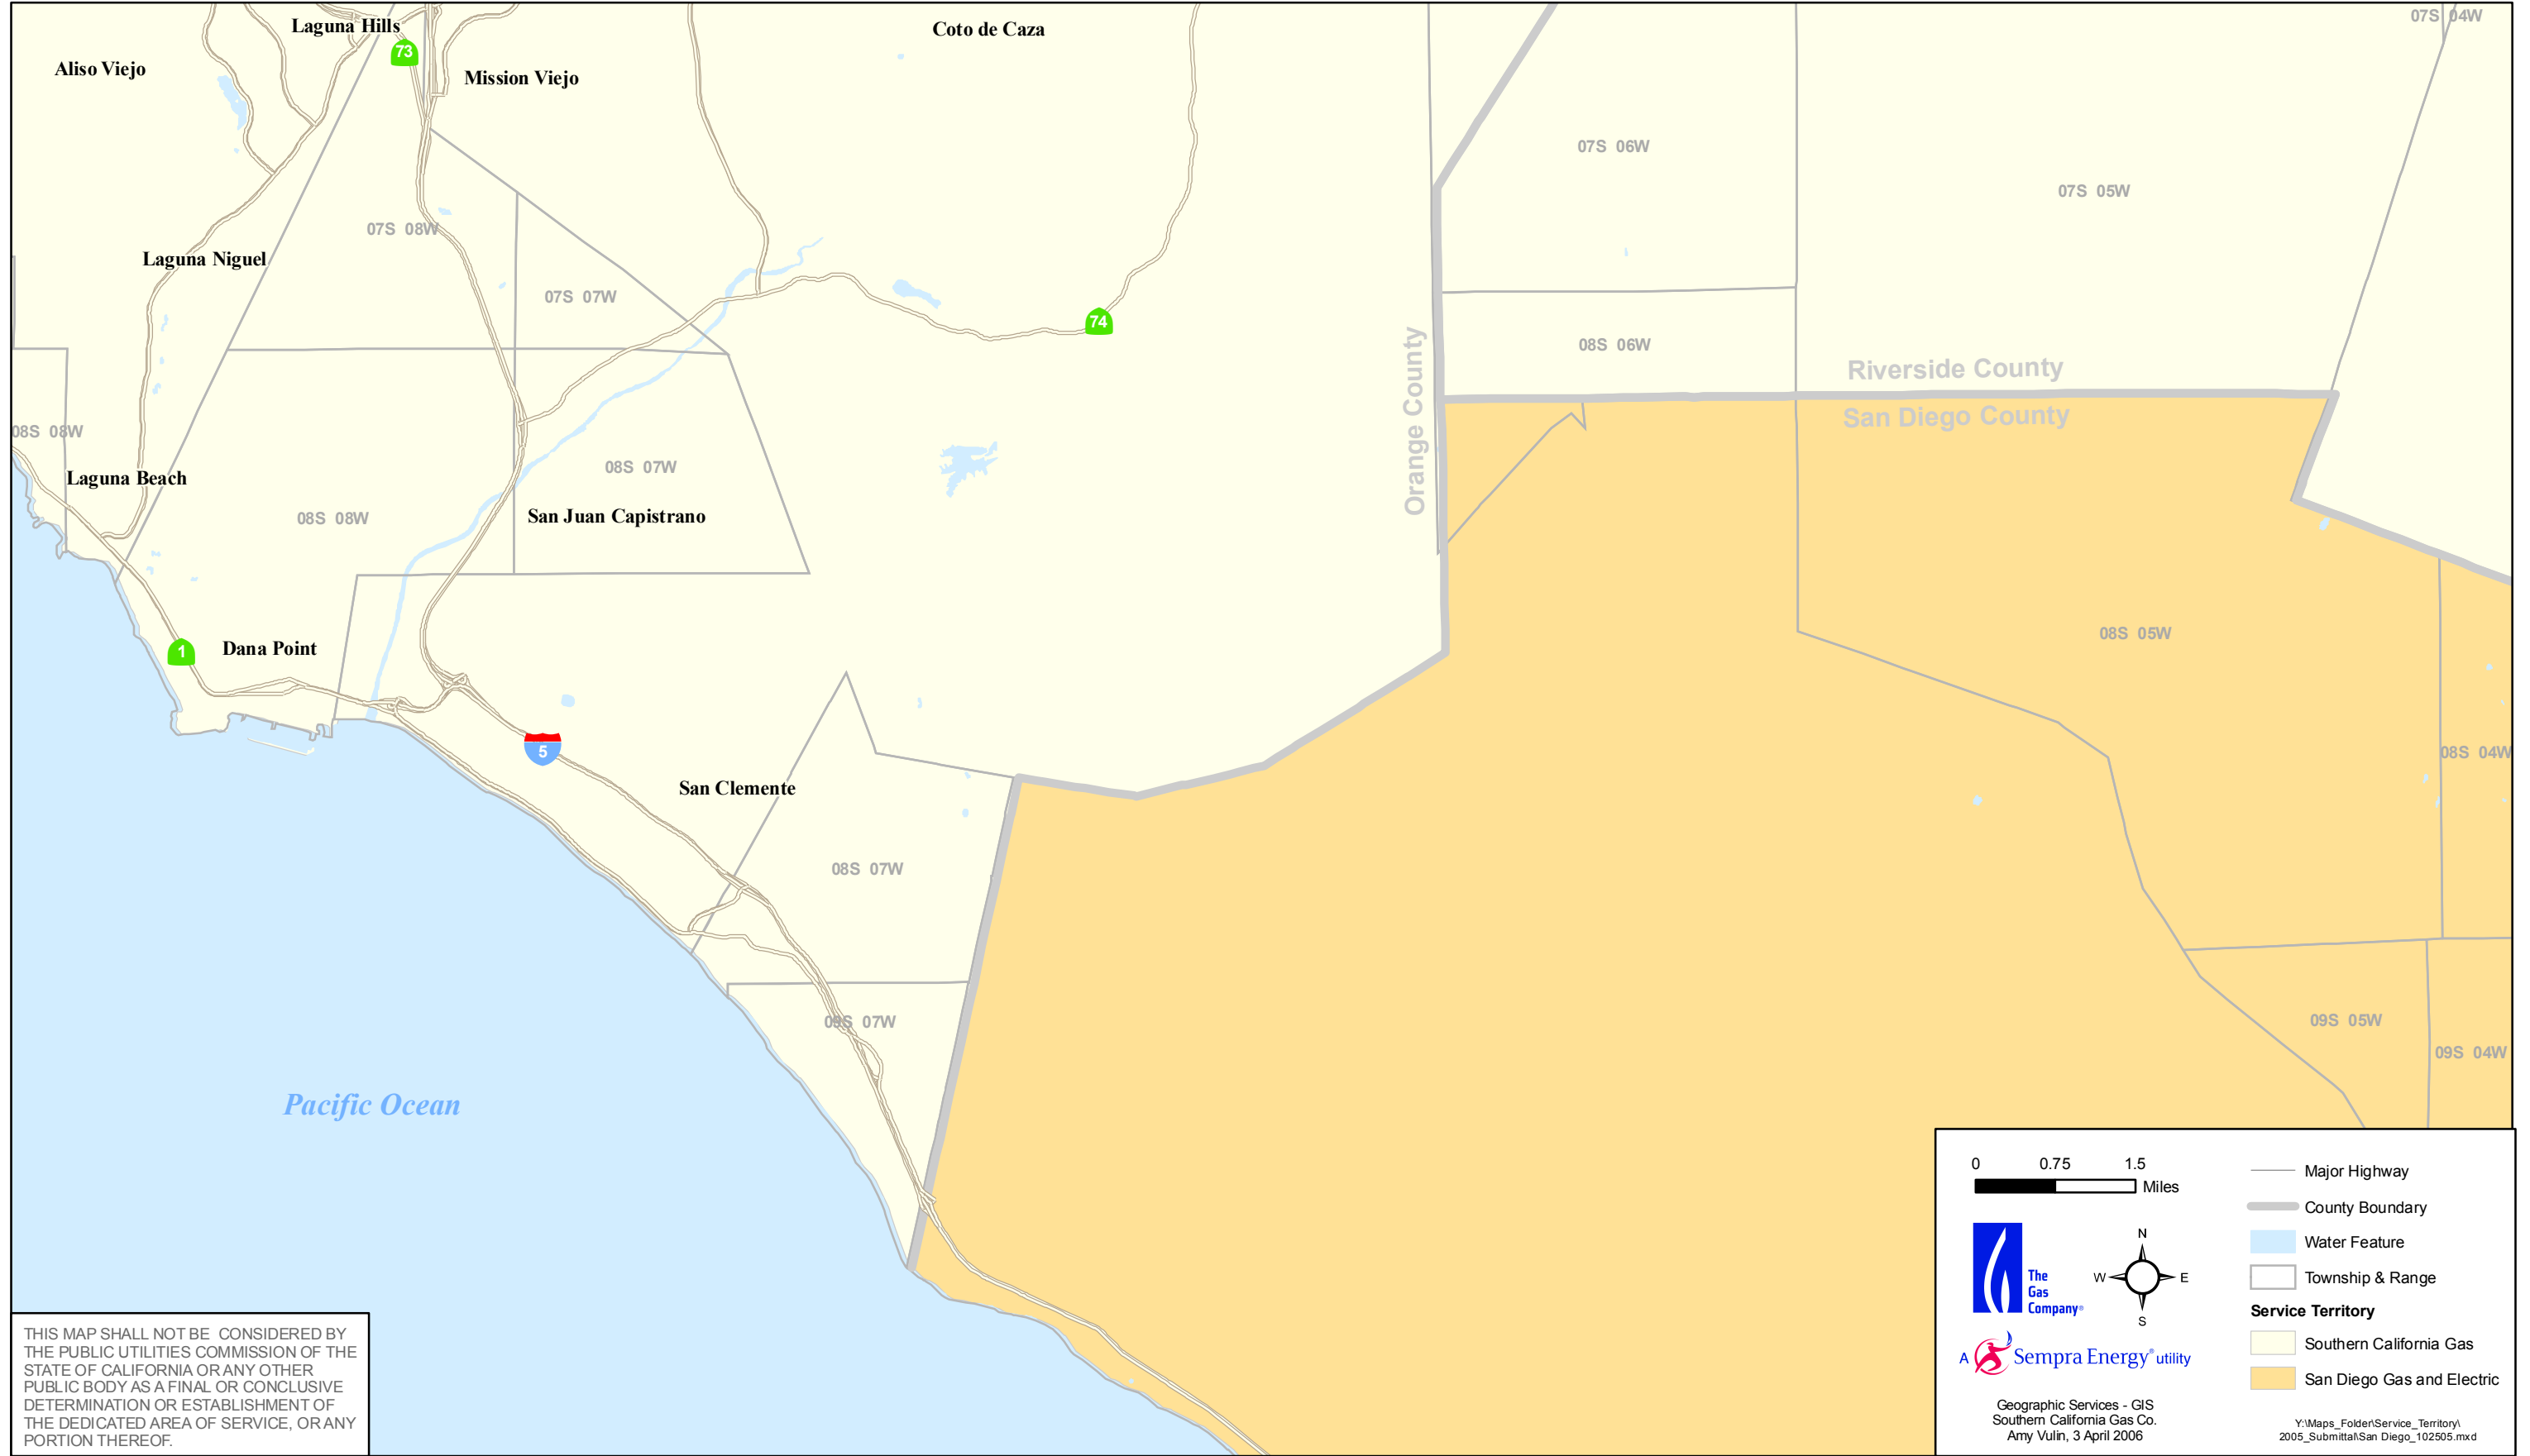 Laguna Hills
73
Coto de Caza
07S 04W
Aliso Viejo
Mission Viejo
07S 06W
07S 05W
07S 08W
Laguna Niguel
07S 07W
74
08S 06W
Orange County
Riverside County
San Diego County
08S 08W
Laguna Beach
08S 07W
08S 08W
San Juan Capistrano
1
Dana Point
08S 05W
5
08S 04W
San Clemente
08S 07W
09S 07W
09S 05W
09S 04W
Pacific Ocean
0 0.75 1.5
Miles
The
Gas
Company®
N
W E
S
A Sempra Energy® utility
Geographic Services - GIS
Southern California Gas Co.
Amy Vulin, 3 April 2006
Major Highway
County Boundary
Water Feature
Township & Range
Service Territory
Southern California Gas
San Diego Gas and Electric
Y:\Maps_Folder\Service_Territory\
2005_Submittal\San Diego_102505.mxd
THIS MAP SHALL NOT BE CONSIDERED BY
THE PUBLIC UTILITIES COMMISSION OF THE
STATE OF CALIFORNIA OR ANY OTHER
PUBLIC BODY AS A FINAL OR CONCLUSIVE
DETERMINATION OR ESTABLISHMENT OF
THE DEDICATED AREA OF SERVICE, OR ANY
PORTION THEREOF.